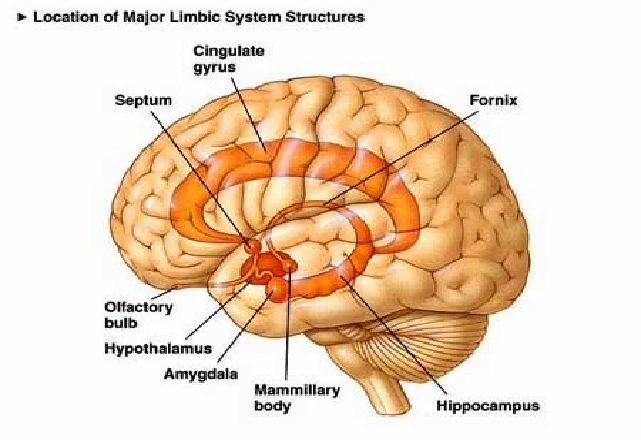 ► Location of Major Limbic System Structures
Cingulate
gyrus
Septum
Fornix
Olfactory
bulb
Hypothalamus
Amygdala
Mammillary
body
Hippocampus